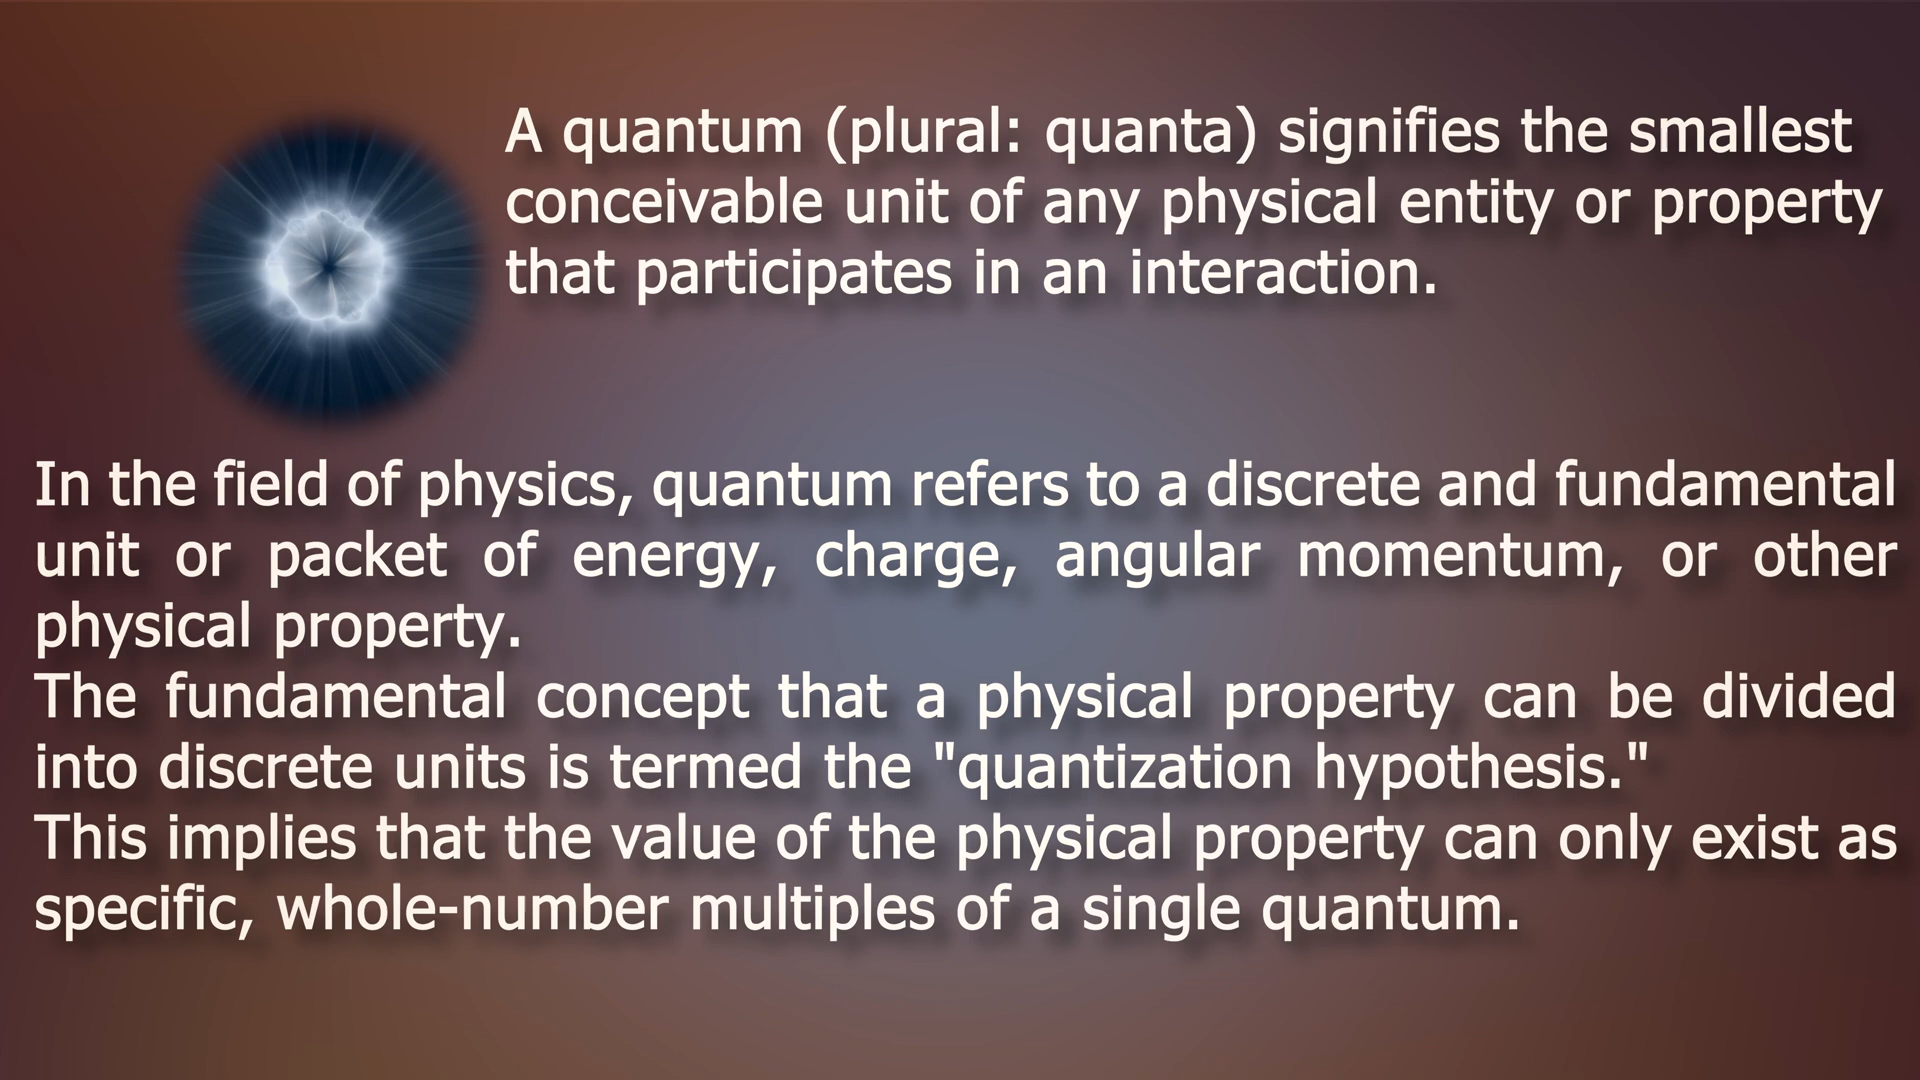 A quantum (plural: quanta) signifies the smallest
conceivable unit of any physical entity or property
that participates in an interaction.
In the field of physics, quantum refers to a discrete and fundamental
unit or packet of energy, charge, angular momentum, or other
physical property.
The fundamental concept that a physical property can be divided
into discrete units is termed the "quantization hypothesis."
This implies that the value of the physical property can only exist as
specific, whole-number multiples of a single quantum.